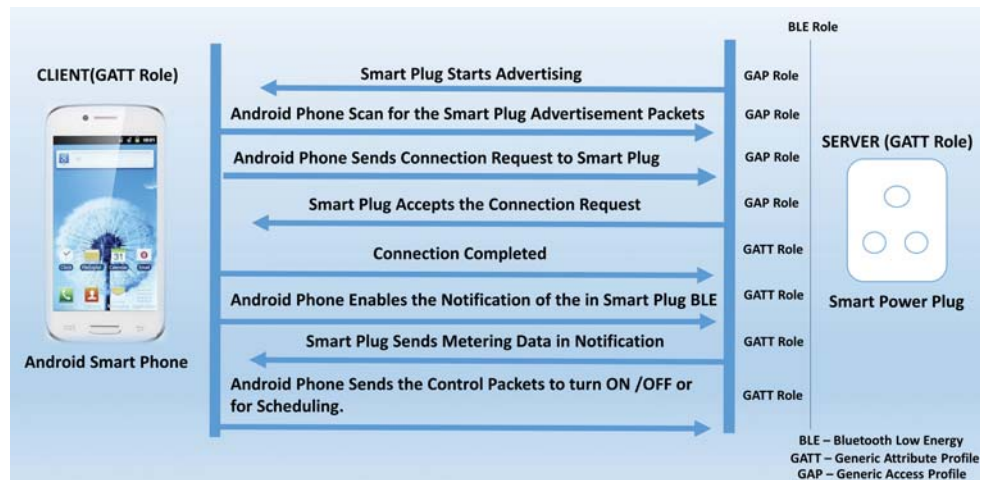 BLE Role
CLIENT(GATT Role)
Smart Plug Starts Advertising
GAP Role
Android Phone Scan for the Smart Plug Advertisement Packets
GAP Role
SERVER (GATT Role)
Android Phone Sends Connection Request to Smart Plug
GAP Role
Smart Plug Accepts the Connection Request
GAP Role
Connection Completed
GATT Role
Android Phone Enables the Notification of the in Smart Plug BLE
GATT Role
Smart Power Plug
Smart Plug Sends Metering Data in Notification
GATT Role
Android Smart Phone
Android Phone Sends the Control Packets to turn ON /OFF or
for Scheduling.
GATT Role
BLE – Bluetooth Low Energy
GATT – Generic Attribute Profile
GAP – Generic Access Profile
31